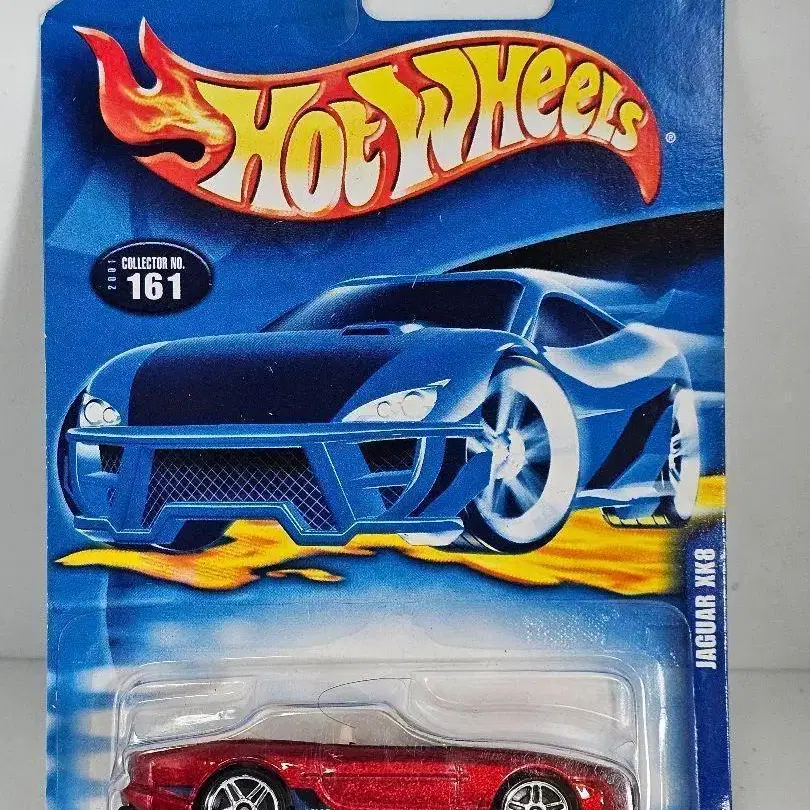 HOT WHEELS®
2001
COLLECTOR NO.
161
JAGUAR XK8